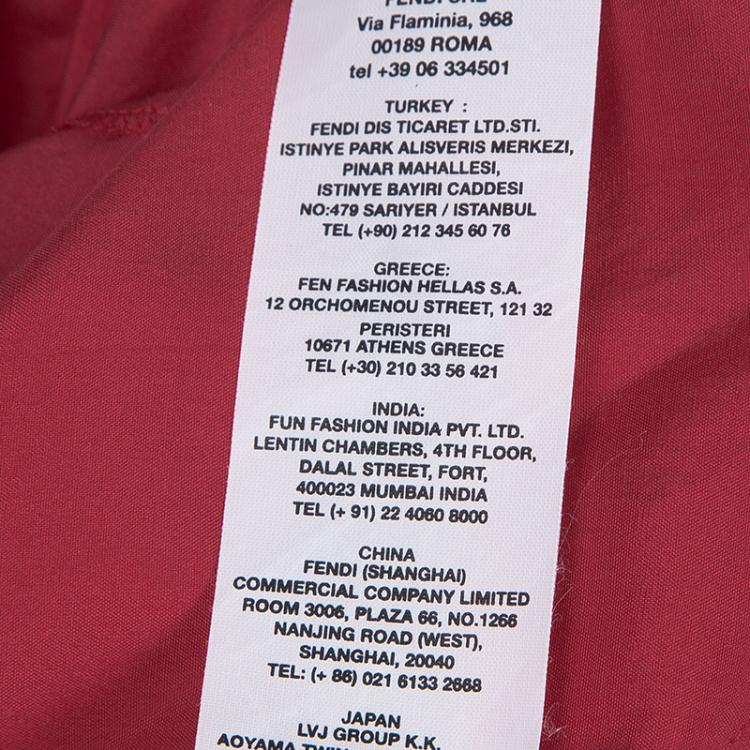 FENDI SRL
Via Flaminia, 968
00189 ROMA
tel +39 06 334501
TURKEY :
FENDI DIS TICARET LTD.STI.
ISTINYE PARK ALISVERIS MERKEZI,
PINAR MAHALLESI,
ISTINYE BAYIRI CADDESI
NO:479 SARIYER / ISTANBUL
TEL (+90) 212 345 60 76
GREECE:
FEN FASHION HELLAS S.A.
12 ORCHOMENOU STREET, 121 32
PERISTERI
10671 ATHENS GREECE
TEL (+30) 210 33 56 421
INDIA:
FUN FASHION INDIA PVT. LTD.
LENTIN CHAMBERS, 4TH FLOOR,
DALAL STREET, FORT,
400023 MUMBAI INDIA
TEL (+ 91) 22 4060 8000
CHINA
FENDI (SHANGHAI)
COMMERCIAL COMPANY LIMITED
ROOM 3006, PLAZA 66, NO.1266
NANJING ROAD (WEST),
SHANGHAI, 20040
TEL: (+ 86) 021 6133 2668
JAPAN
LVJ GROUP K.K.
AOYAMA TWIN